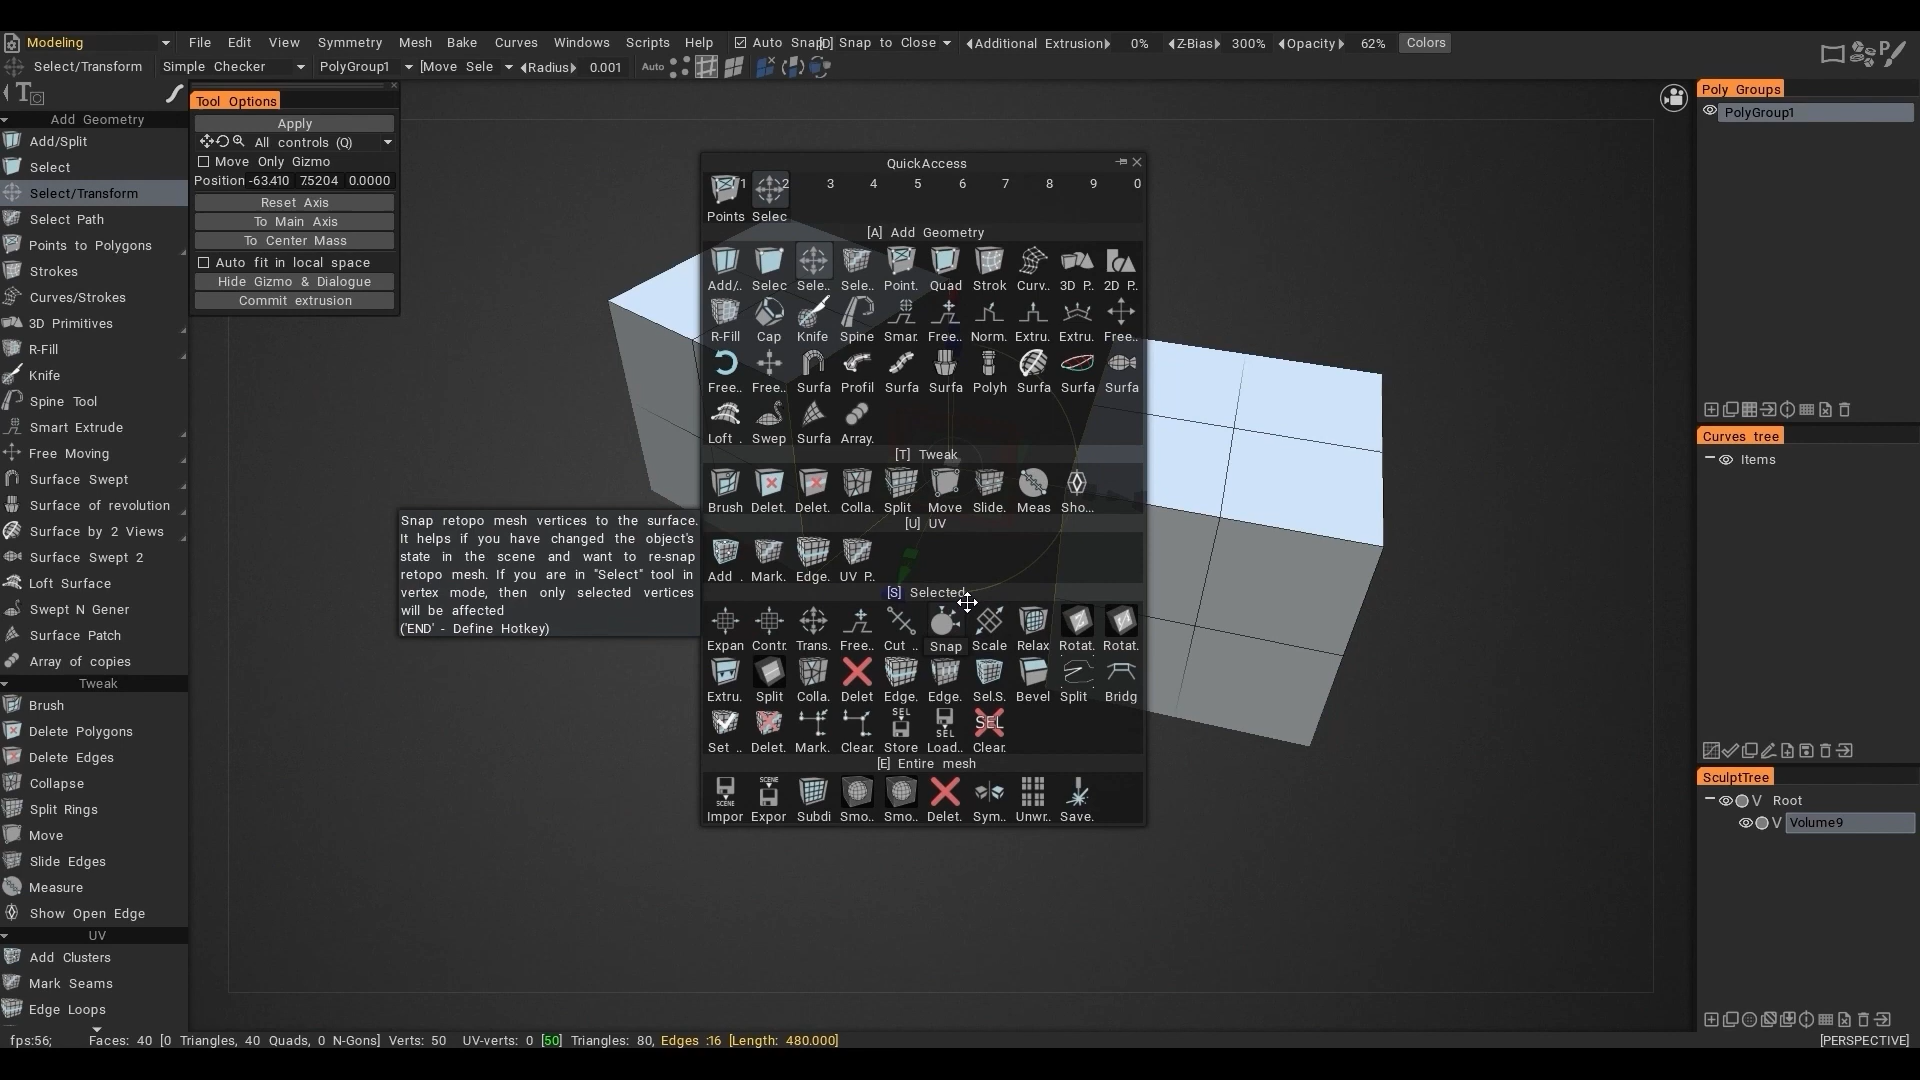 Modeling File Edit View Symmetry Mesh Bake Curves Windows Scripts Help Auto Snap [D] Snap to Close Additional Extrusion 0% Z-Bias 300% Opacity 62% Colors
Select/Transform Simple Checker PolyGroup1 [Move Sele Radius 0.001 Auto
Add Geometry
Add/Split
Select
Select/Transform
Select Path
Points to Polygons
Strokes
Curves/Strokes
3D Primitives
R-Fill
Knife
Spine Tool
Smart Extrude
Free Moving
Surface Swept
Surface of revolution
Surface by 2 Views
Surface Swept 2
Loft Surface
Swept N Gener
Surface Patch
Array of copies
Tweak
Brush
Delete Polygons
Delete Edges
Collapse
Split Rings
Move
Slide Edges
Measure
Show Open Edge
UV
Add Clusters
Mark Seams
Edge Loops
Tool Options
Apply
All controls (Q)
Move Only Gizmo
Position -63.410 7.5204 0.0000
Reset Axis
To Main Axis
To Center Mass
Auto fit in local space
Hide Gizmo & Dialogue
Commit extrusion
Snap retopo mesh vertices to the surface.
It helps if you have changed the object's
state in the scene and want to re-snap
retopo mesh. If you are in "Select" tool in
vertex mode, then only selected vertices
will be affected
('END' - Define Hotkey)
QuickAccess
1 2 3 4 5 6 7 8 9 0
Points Selec
[A] Add Geometry
Add/. Selec Sele.. Sele.. Point. Quad Strok Curv.. 3D P. 2D P.
R-Fill Cap Knife Spine Smar. Free.. Norm. Extru. Extru. Free..
Free.. Free.. Surfa Profil Surfa Surfa Polyh Surfa Surfa Surfa
Loft . Swep Surfa Array.
[T] Tweak
Brush Delet. Delet. Colla. Split Move Slide. Meas Sho...
[U] UV
Add . Mark. Edge. UV P.
[S] Selected
Expan Contr. Trans. Free.. Cut .. Snap Scale Relax Rotat. Rotat.
Extru. Split Colla. Delet Edge. Edge. Sel.S. Bevel Split Bridg
SEL SEL SEL
Set .. Delet. Mark. Clear. Store Load.. Clear.
[E] Entire mesh
SCENE SCENE
Impor Expor Subdi Smo.. Smo.. Delet. Sym.. Unwr.. Save.
Poly Groups
PolyGroup1
Curves tree
Items
SculptTree
V Root
V Volume9
fps:56; Faces: 40 [0 Triangles, 40 Quads, 0 N-Gons] Verts: 50 UV-verts: 0 [50] Triangles: 80, Edges :16 [Length: 480.000] [PERSPECTIVE]